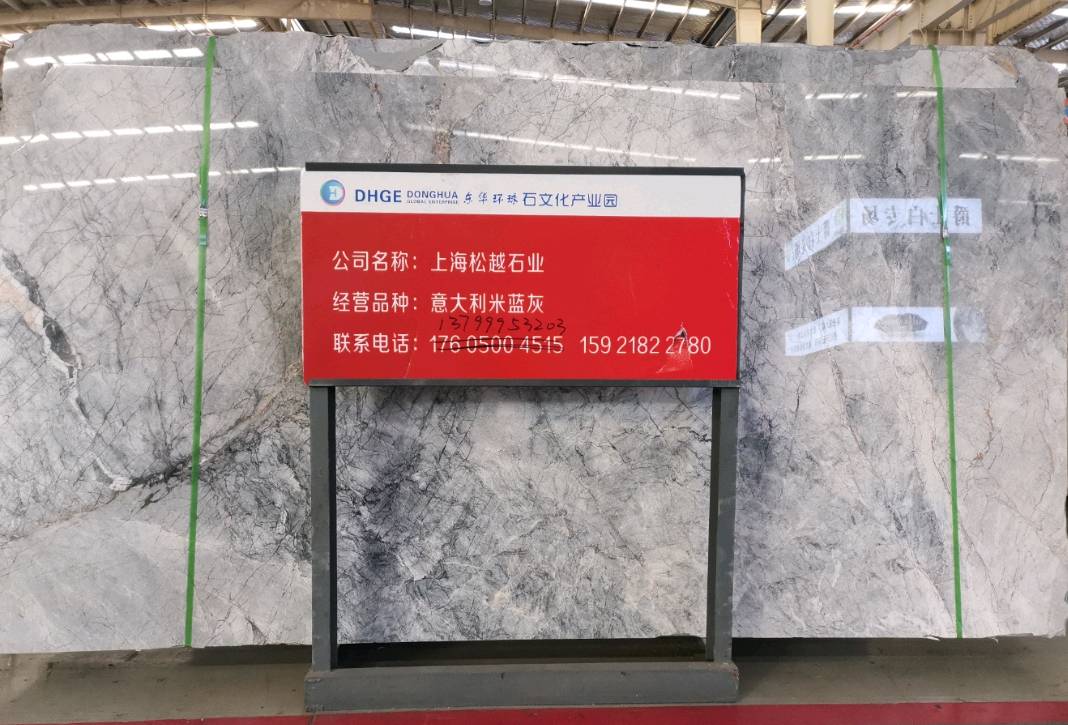 DHGE DONGHUA GLOBAL ENTERPRISE 东华环球石文化产业园
公司名称：上海松越石业
经营品种：意大利米蓝灰
13799953203
联系电话：176 0500 4515 159 2182 2780